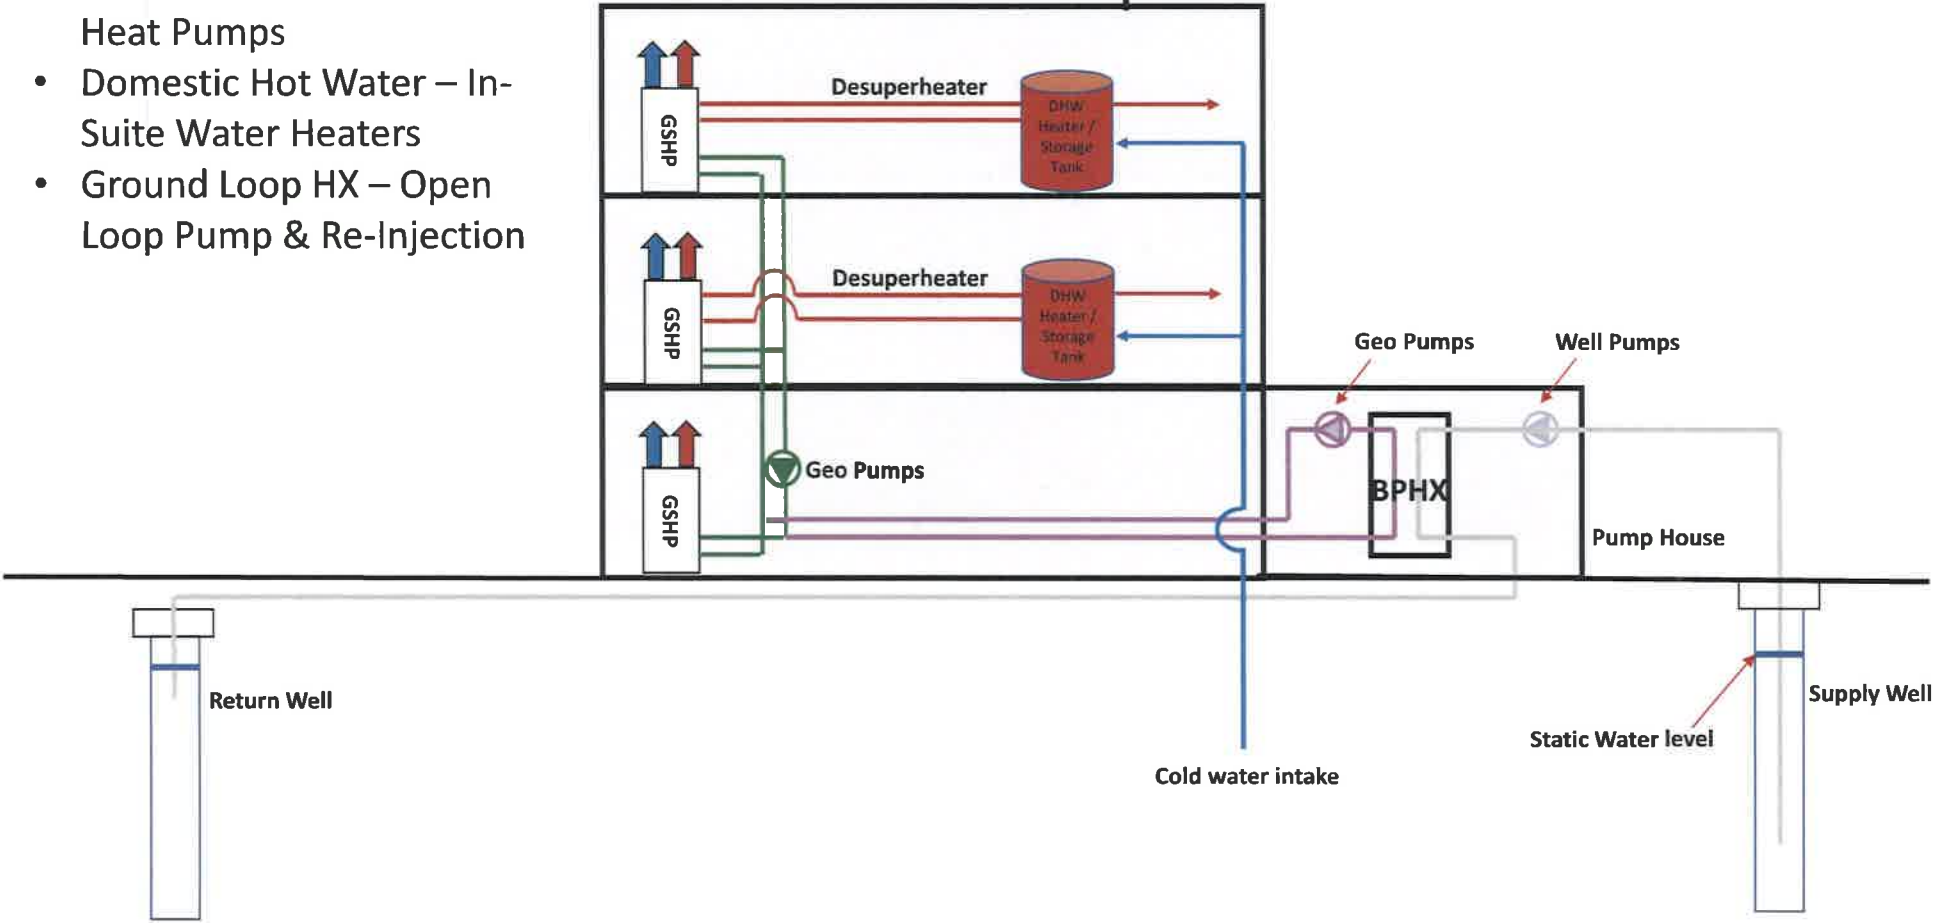 Heat Pumps
• Domestic Hot Water – In-
Suite Water Heaters
• Ground Loop HX – Open
Loop Pump & Re-Injection
GSHP
Desuperheater
DHW
Heater /
Storage
Tank
GSHP
Desuperheater
DHW
Heater /
Storage
Tank
GSHP
Geo Pumps
Geo Pumps
Well Pumps
BPHX
Pump House
Return Well
Supply Well
Static Water level
Cold water intake